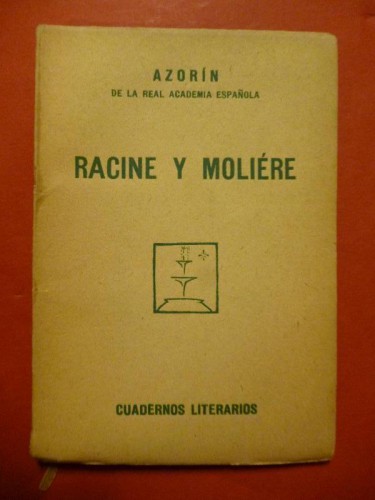 AZORÍN
DE LA REAL ACADEMIA ESPAÑOLA
RACINE Y MOLIÉRE
CUADERNOS LITERARIOS